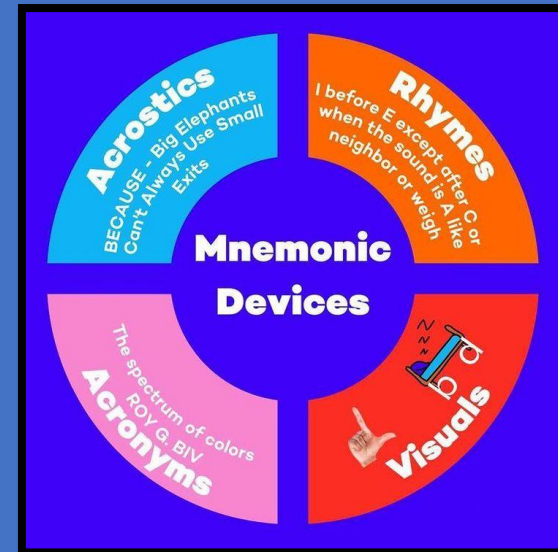 Mnemonic
Devices
Acrostics
BECAUSE - Big Elephants
Can't Always Use Small
Exits
Rhymes
I before E except after C or
when the sound is A like
neighbor or weigh
The spectrum of colors
ROY G. BIV
Acronyms
z z z
b d
Visuals